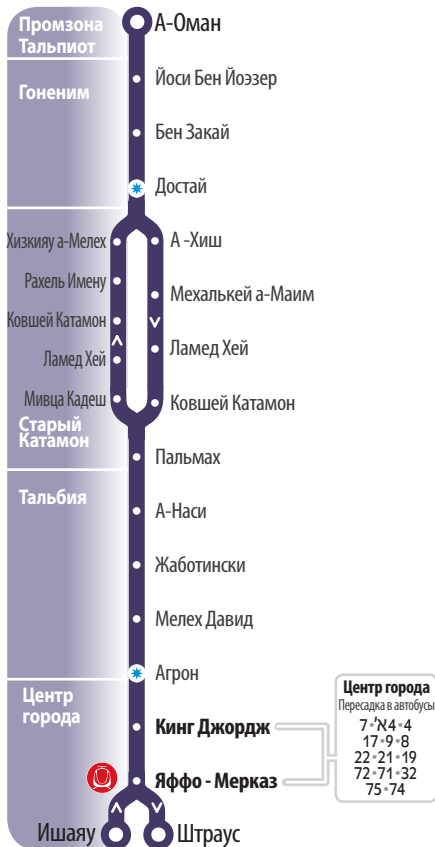 Промзона
Тальпиот
А-Оман
Гоненим
Йоси Бен Йоэзер
Бен Закай
Достай
Хизкияу а-Мелех
А -Хиш
Рахель Имену
Мехалькей а-Маим
Ковшей Катамон
Ламед Хей
Ламед Хей
Мивца Кадеш
Ковшей Катамон
Старый
Катамон
Пальмах
Тальбия
А-Наси
Жаботински
Мелех Давид
Агрон
Центр
города
Кинг Джордж
Яффо - Мерказ
Ишаяу
Штраус
Центр города
Пересадка в автобусы
7•'א4•4
17•9•8
22•21•19
72•71•32
75•74